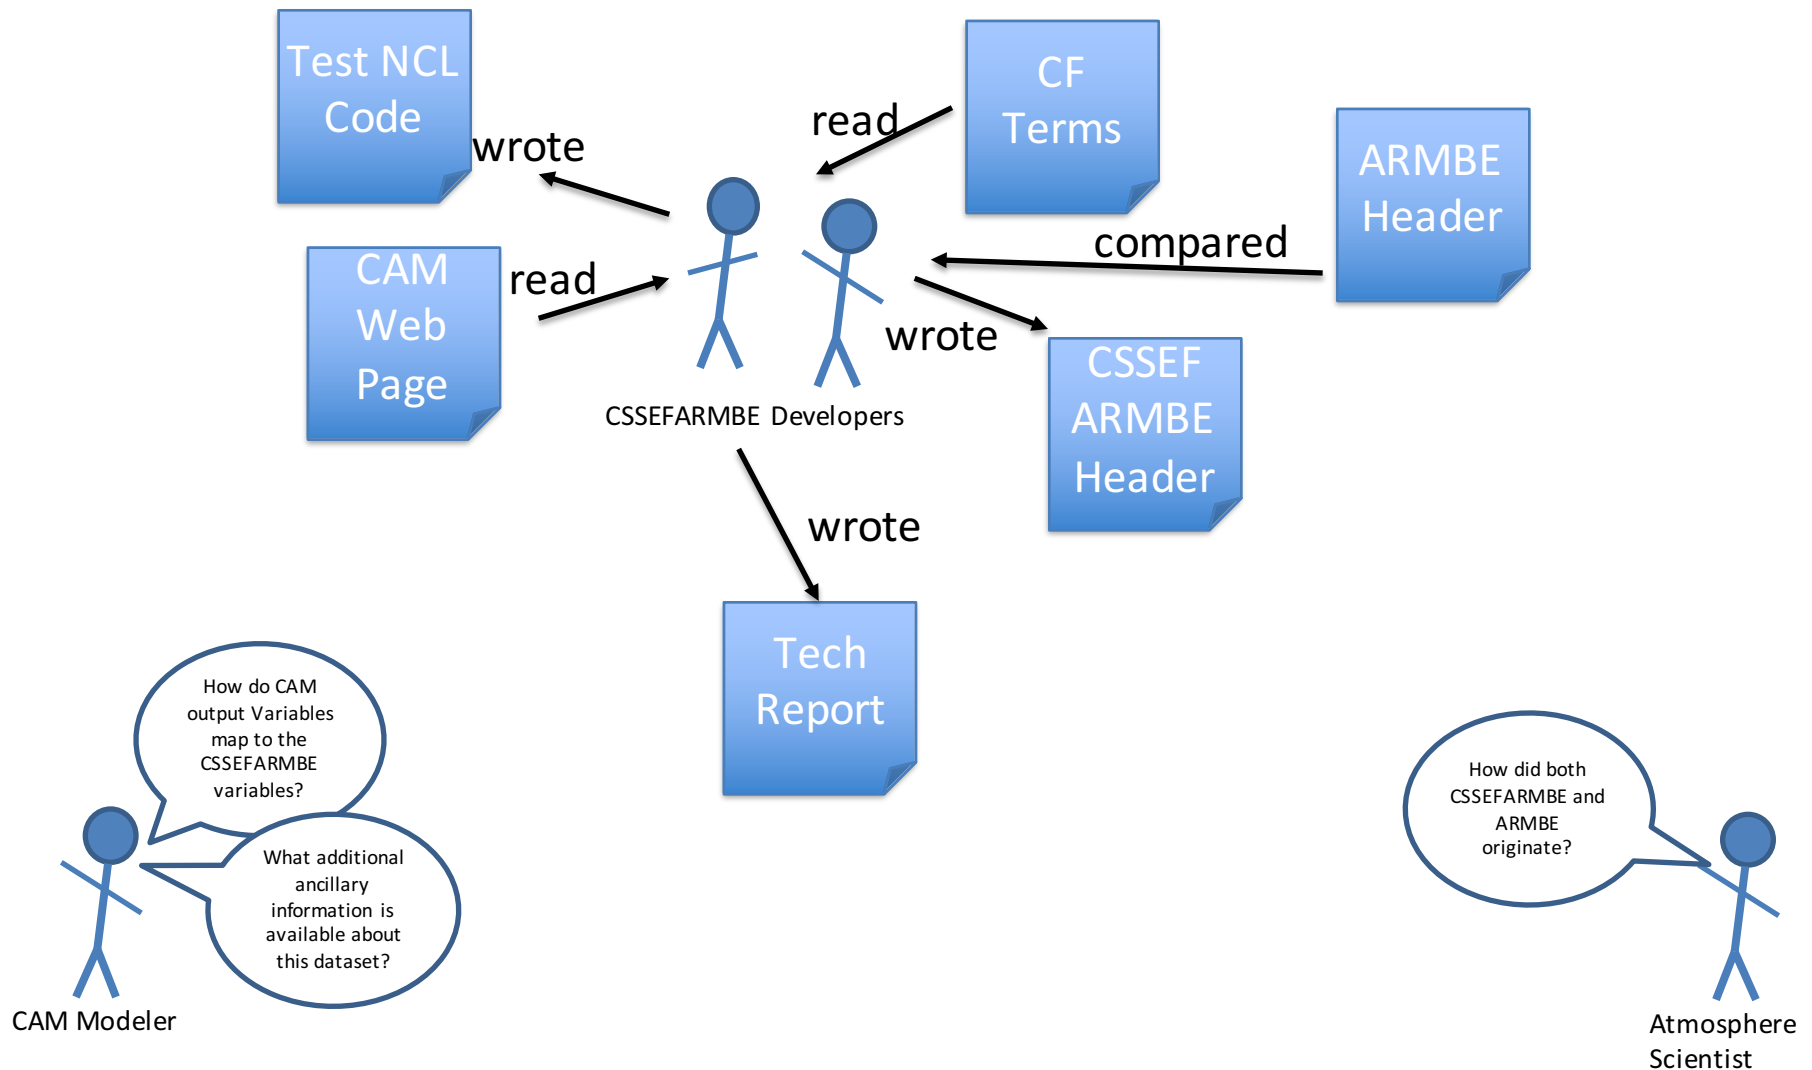 Test NCL
Code
wrote
read
CF
Terms
ARMBE
Header
compared
CAM
Web
Page
read
wrote
CSSEF
ARMBE
Header
CSSEFARMBE Developers
wrote
Tech
Report
How do CAM
output Variables
map to the
CSSEFARMBE
variables?
What additional
ancillary
information is
available about
this dataset?
CAM Modeler
How did both
CSSEFARMBE and
ARMBE
originate?
Atmosphere
Scientist